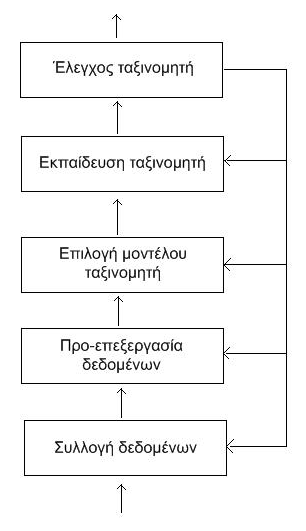 Έλεγχος ταξινομητή
Εκπαίδευση ταξινομητή
Επιλογή μοντέλου
ταξινομητή
Προ-επεξεργασία
δεδομένων
Συλλογή δεδομένων